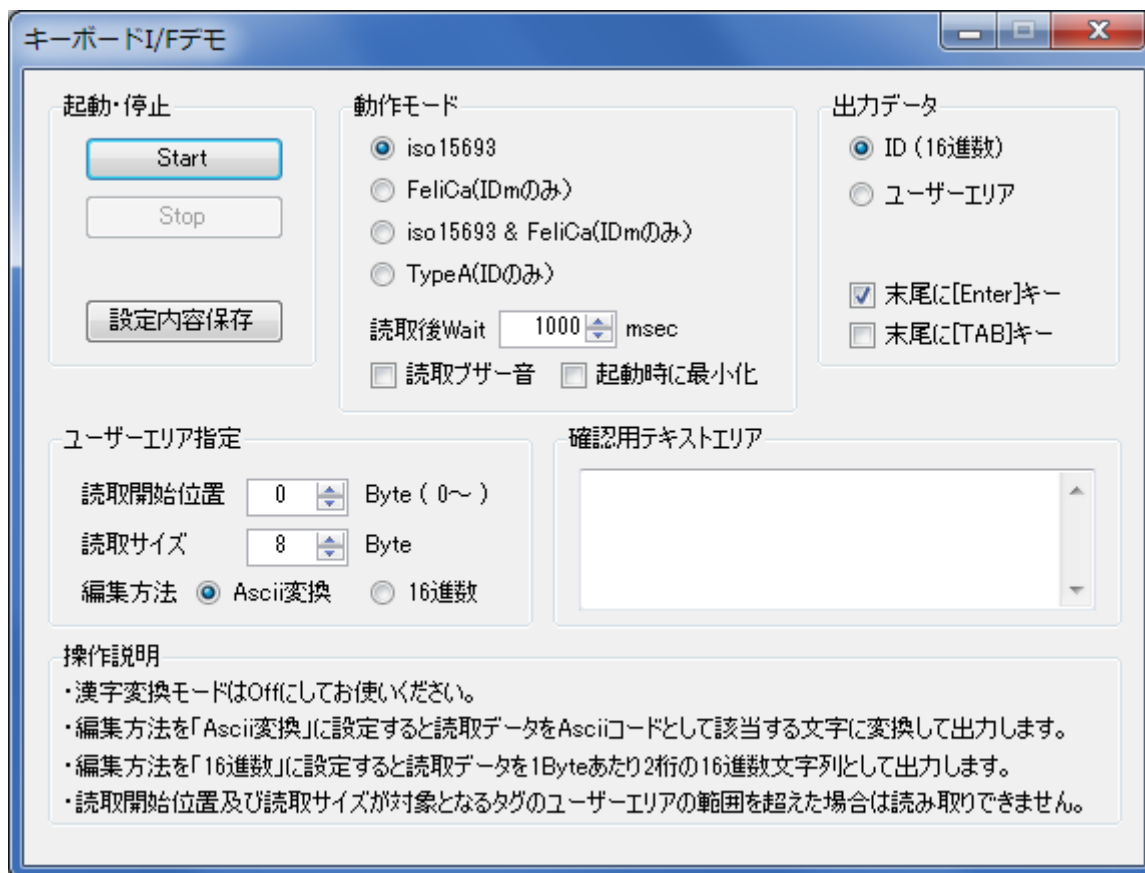 キーボードI/Fデモ
起動・停止
Start
Stop
設定内容保存
動作モード
iso15693
FeliCa(IDmのみ)
iso15693 & FeliCa(IDmのみ)
TypeA(IDのみ)
読取後Wait 1000 msec
読取ブザー音 起動時に最小化
出力データ
ID (16進数)
ユーザーエリア
末尾に[Enter]キー
末尾に[TAB]キー
ユーザーエリア指定
読取開始位置 0 Byte ( 0～ )
読取サイズ 8 Byte
編集方法 Ascii変換 16進数
確認用テキストエリア
操作説明
・漢字変換モードはOffにしてお使いください。
・編集方法を「Ascii変換」に設定すると読取データをAsciiコードとして該当する文字に変換して出力します。
・編集方法を「16進数」に設定すると読取データを1Byteあたり2桁の16進数文字列として出力します。
・読取開始位置及び読取サイズが対象となるタグのユーザーエリアの範囲を超えた場合は読み取りできません。